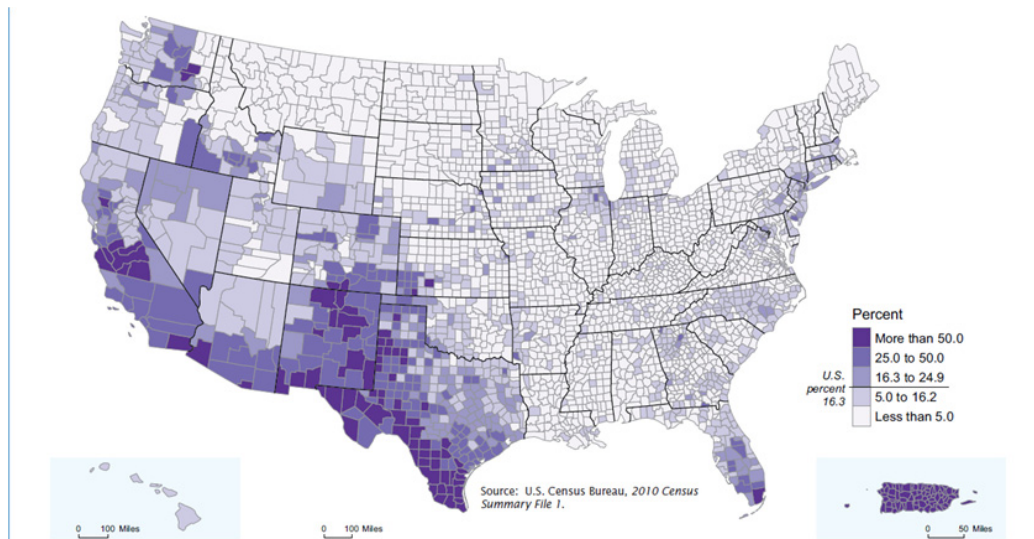 Percent
More than 50.0
25.0 to 50.0
16.3 to 24.9
5.0 to 16.2
Less than 5.0
U.S.
percent
16.3
Source: U.S. Census Bureau, 2010 Census
Summary File 1.
0 100 Miles
0 100 Miles
0 50 Miles